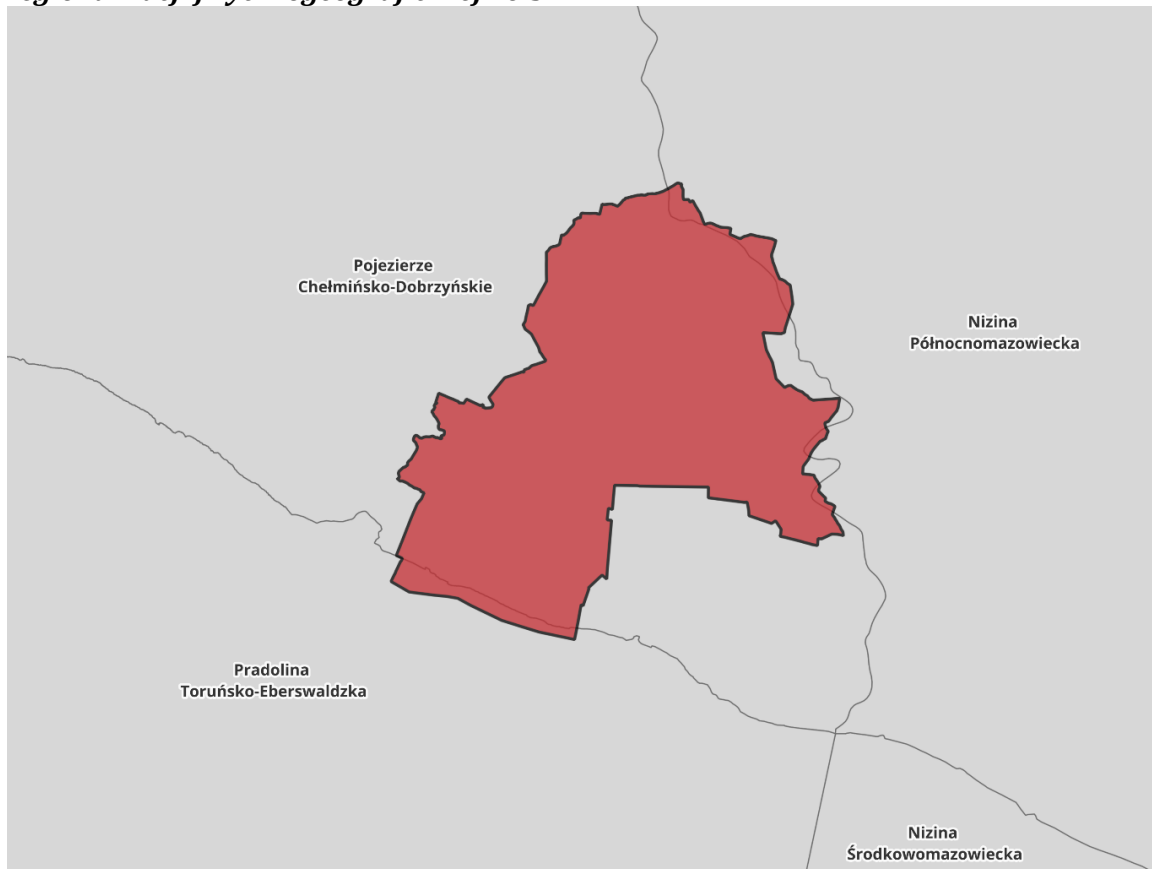 Pojezierze
Chełmińsko-Dobrzyńskie
Nizina
Północnomazowiecka
Pradolina
Toruńsko-Eberswaldzka
Nizina
Środkowomazowiecka